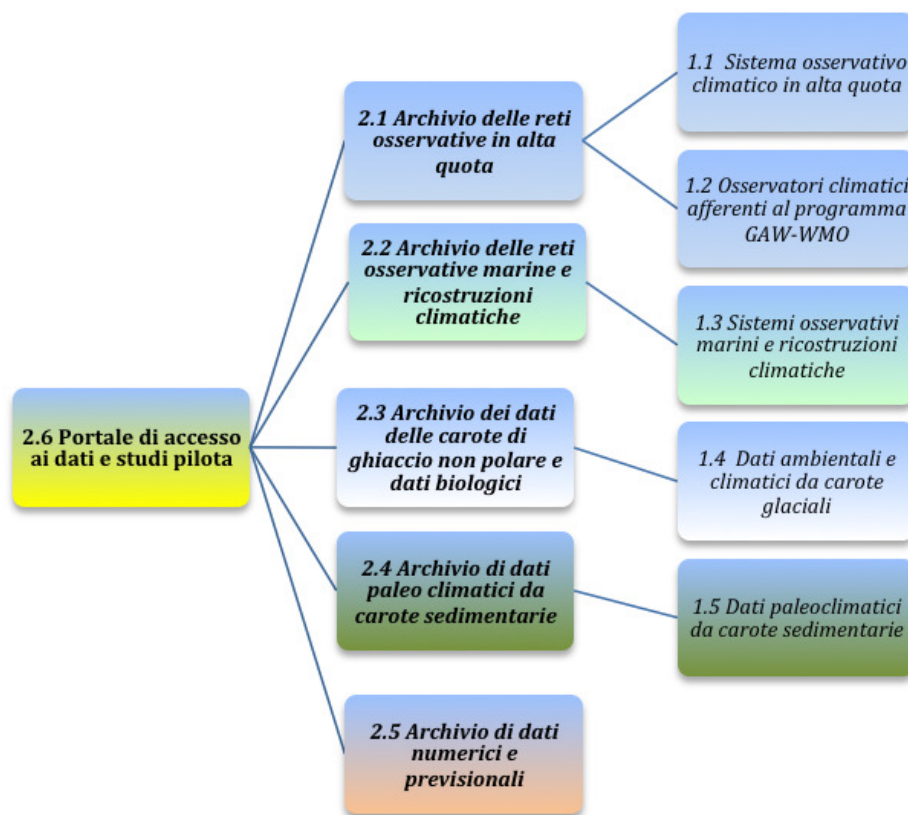 2.6 Portale di accesso
ai dati e studi pilota
2.1 Archivio delle reti
osservative in alta
quota
2.2 Archivio delle reti
osservative marine e
ricostruzioni
climatiche
2.3 Archivio dei dati
delle carote di
ghiaccio non polare e
dati biologici
2.4 Archivio di dati
paleo climatici da
carote sedimentarie
2.5 Archivio di dati
numerici e
previsionali
1.1 Sistema osservativo
climatico in alta quota
1.2 Osservatori climatici
afferenti al programma
GAW-WMO
1.3 Sistemi osservativi
marini e ricostruzioni
climatiche
1.4 Dati ambientali e
climatici da carote
glaciali
1.5 Dati paleoclimatici
da carote sedimentarie